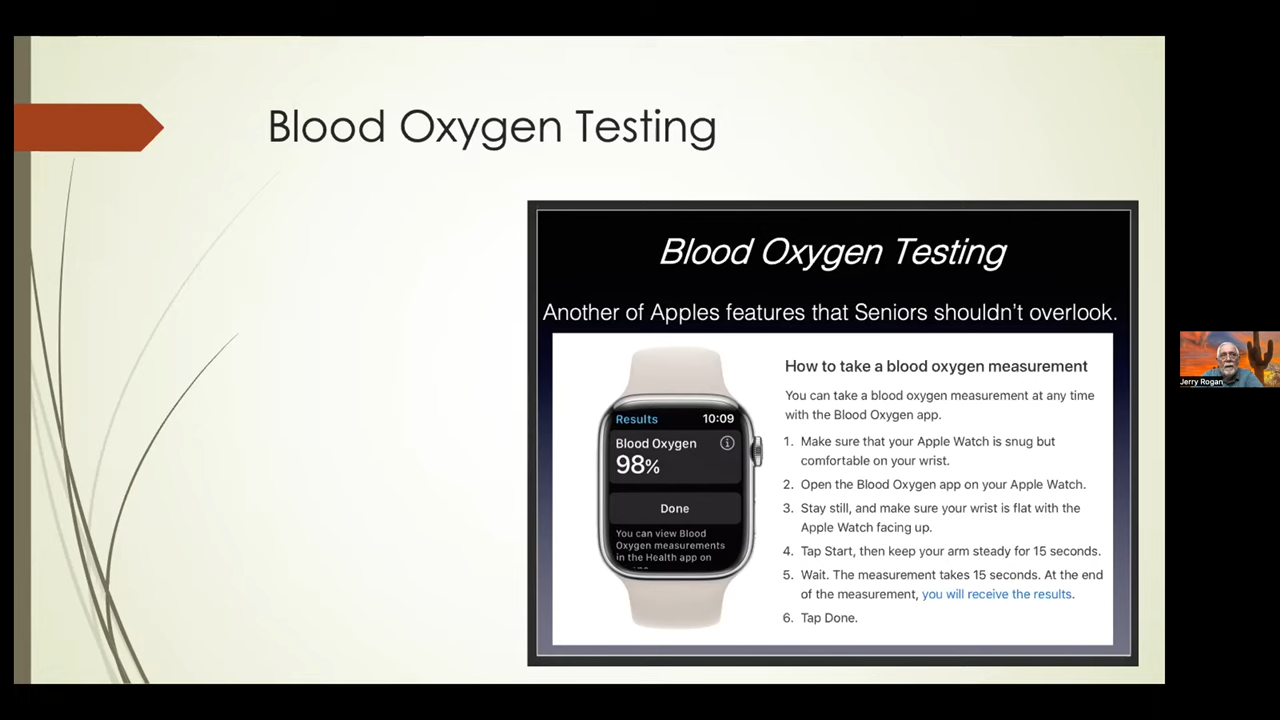 Blood Oxygen Testing
Blood Oxygen Testing
Another of Apples features that Seniors shouldn't overlook.
Results 10:09
Blood Oxygen
98%
Done
You can view Blood
Oxygen measurements
in the Health app on
How to take a blood oxygen measurement
You can take a blood oxygen measurement at any time
with the Blood Oxygen app.
1. Make sure that your Apple Watch is snug but
comfortable on your wrist.
2. Open the Blood Oxygen app on your Apple Watch.
3. Stay still, and make sure your wrist is flat with the
Apple Watch facing up.
4. Tap Start, then keep your arm steady for 15 seconds.
5. Wait. The measurement takes 15 seconds. At the end
of the measurement, you will receive the results.
6. Tap Done.
Jerry Rogan